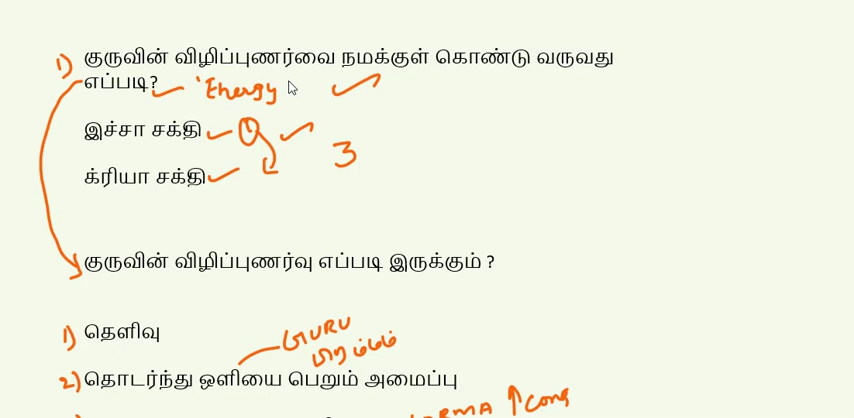 1) குருவின் விழிப்புணர்வை நமக்குள் கொண்டு வருவது
எப்படி? 'Energy
இச்சா சக்தி
3
க்ரியா சக்தி
குருவின் விழிப்புணர்வு எப்படி இருக்கும் ?
GURU
1) தெளிவு
2) தொடர்ந்து ஒளியை பெறும் அமைப்பு